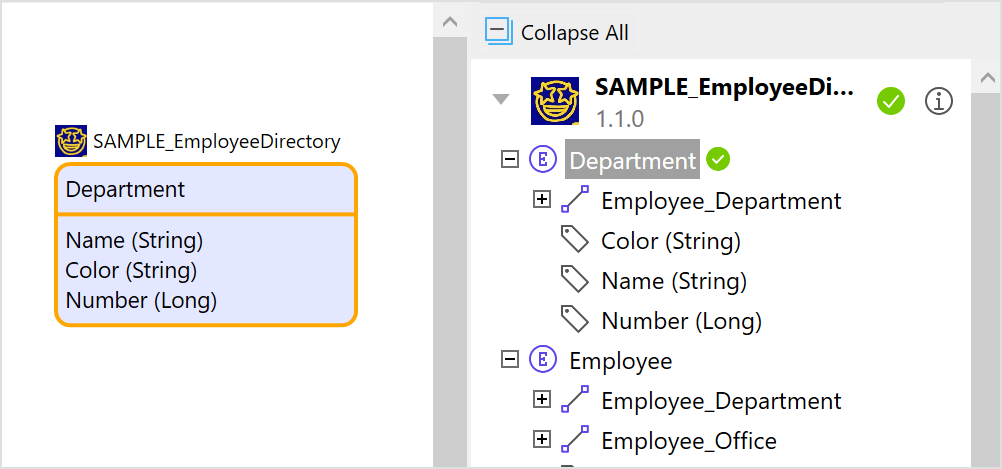 SAMPLE_EmployeeDirectory
Department
Name (String)
Color (String)
Number (Long)
Collapse All
SAMPLE_EmployeeDi...
1.1.0
E Department
Employee_Department
Color (String)
Name (String)
Number (Long)
E Employee
Employee_Department
Employee_Office